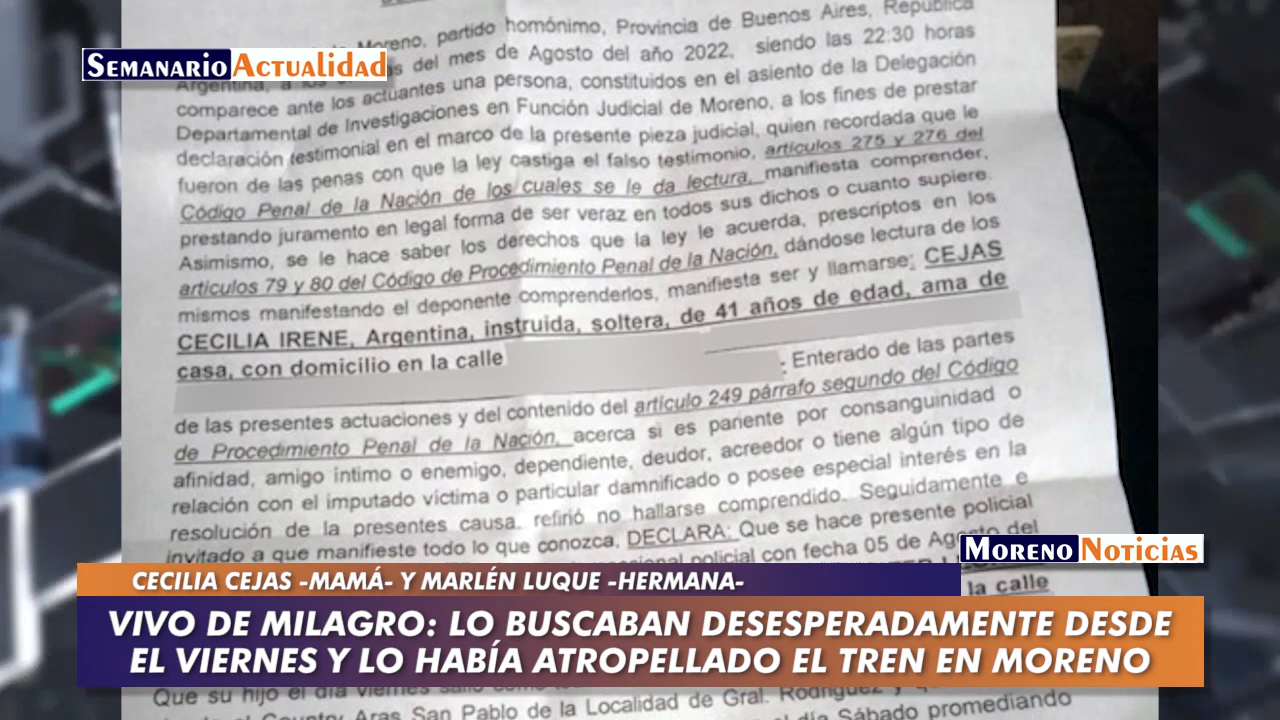 Moreno, partido homónimo, Provincia de Buenos Aires, República
Argentina, a los del mes de Agosto del año 2022, siendo las 22:30 horas
comparece ante los actuantes una persona, constituidos en el asiento de la Delegación
Departamental de Investigaciones en Función Judicial de Moreno, a los fines de prestar
declaración testimonial en el marco de la presente pieza judicial, quien recordada que le
fueron de las penas con que la ley castiga el falso testimonio, artículos 275 y 276 del
Código Penal de la Nación de los cuales se le da lectura, manifiesta comprender,
prestando juramento en legal forma de ser veraz en todos sus dichos o cuanto supiere.
Asimismo, se le hace saber los derechos que la ley le acuerda, prescriptos en los
artículos 79 y 80 del Código de Procedimiento Penal de la Nación, dándose lectura de los
mismos manifestando el deponente comprenderlos, manifiesta ser y llamarse: CEJAS
CECILIA IRENE, Argentina, instruida, soltera, de 41 años de edad, ama de
casa, con domicilio en la calle
. Enterado de las partes
de las presentes actuaciones y del contenido del artículo 249 párrafo segundo del Código
de Procedimiento Penal de la Nación, acerca si es pariente por consanguinidad o
afinidad, amigo íntimo o enemigo, dependiente, deudor, acreedor o tiene algún tipo de
relación con el imputado víctima o particular damnificado o posee especial interés en la
resolución de la presentes causa, refirió no hallarse comprendido. Seguidamente e
invitado a que manifieste todo lo que conozca, DECLARA: Que se hace presente policial
policial con fecha 05 de Agosto del
la calle
SEMANARIO ACTUALIDAD
MORENO NOTICIAS
CECILIA CEJAS -MAMÁ- Y MARLÉN LUQUE -HERMANA-
VIVO DE MILAGRO: LO BUSCABAN DESESPERADAMENTE DESDE
EL VIERNES Y LO HABÍA ATROPELLADO EL TREN EN MORENO
Que su hijo el día viernes salió
Country Aras San Pablo de la Localidad de Gral. Rodríguez y
el día Sábado promediando